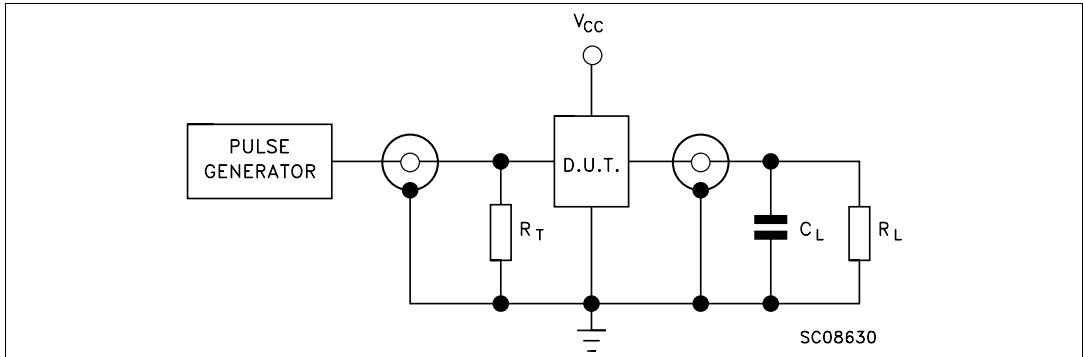 VCC
PULSE
GENERATOR
D.U.T.
RT
CL
RL
SC08630